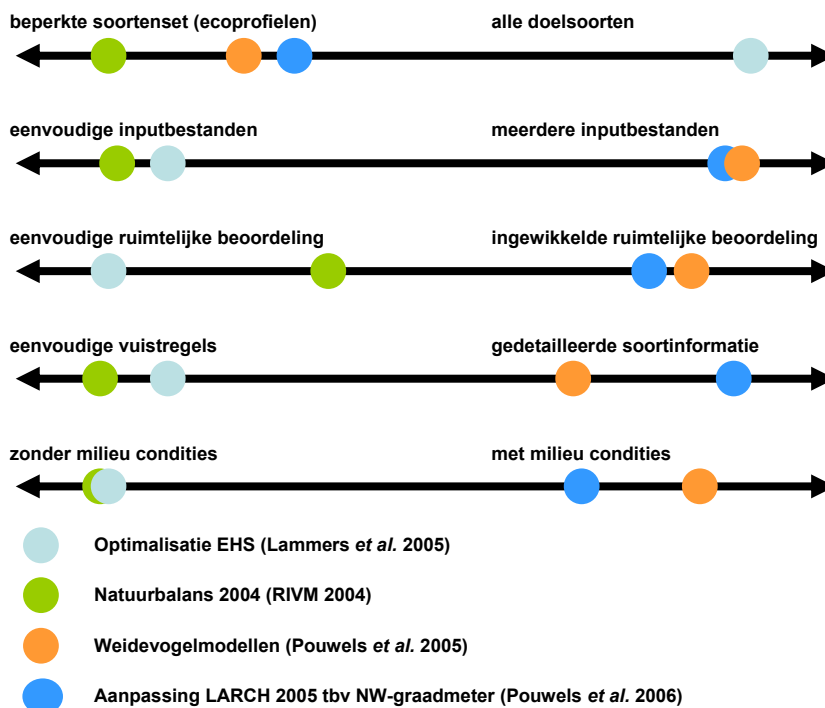 beperkte soortenset (ecoprofielen) alle doelsoorten
eenvoudige inputbestanden meerdere inputbestanden
eenvoudige ruimtelijke beoordeling ingewikkelde ruimtelijke beoordeling
eenvoudige vuistregels gedetailleerde soortinformatie
zonder milieu condities met milieu condities
Optimalisatie EHS (Lammers et al. 2005)
Natuurbalans 2004 (RIVM 2004)
Weidevogelmodellen (Pouwels et al. 2005)
Aanpassing LARCH 2005 tbv NW-graadmeter (Pouwels et al. 2006)